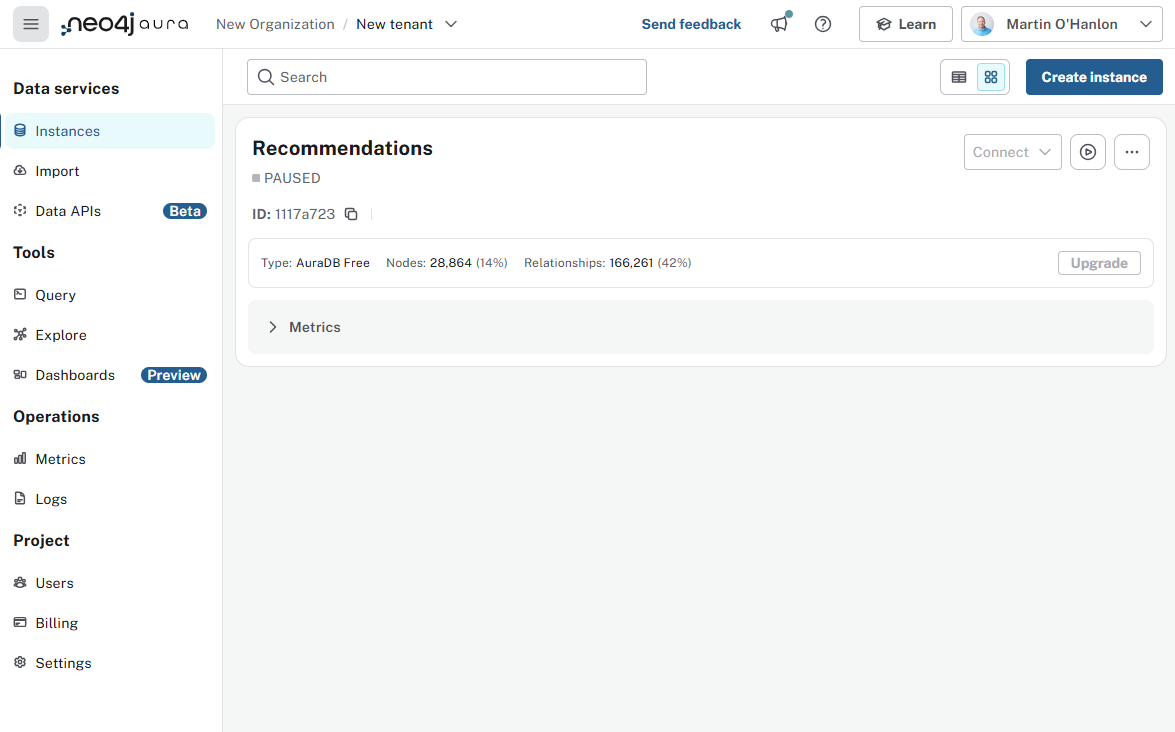 neo4j aura
New Organization / New tenant
Send feedback
Learn
Martin O'Hanlon
Data services
Instances
Import
Data APIs Beta
Tools
Query
Explore
Dashboards Preview
Operations
Metrics
Logs
Project
Users
Billing
Settings
Search
Create instance
Recommendations
Connect
PAUSED
ID: 1117a723
Type: AuraDB Free Nodes: 28,864 (14%) Relationships: 166,261 (42%)
Upgrade
Metrics